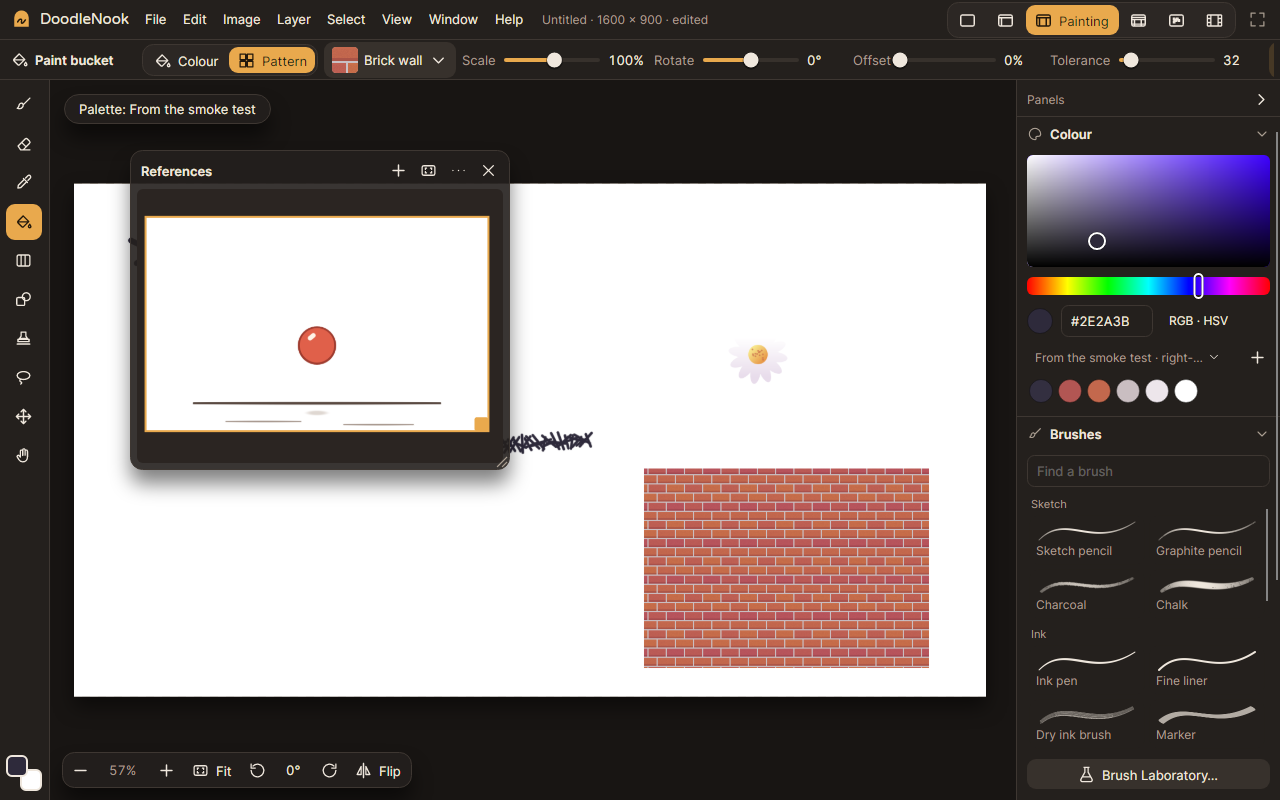 DoodleNook File Edit Image Layer Select View Window Help Untitled · 1600 × 900 · edited Painting
Paint bucket Colour Pattern Brick wall Scale 100% Rotate 0° Offset 0% Tolerance 32
Palette: From the smoke test
References
Panels
Colour
#2E2A3B RGB · HSV
From the smoke test · right-...
Brushes
Find a brush
Sketch
Sketch pencil Graphite pencil
Charcoal Chalk
Ink
Ink pen Fine liner
Dry ink brush Marker
Brush Laboratory...
57% Fit 0° Flip